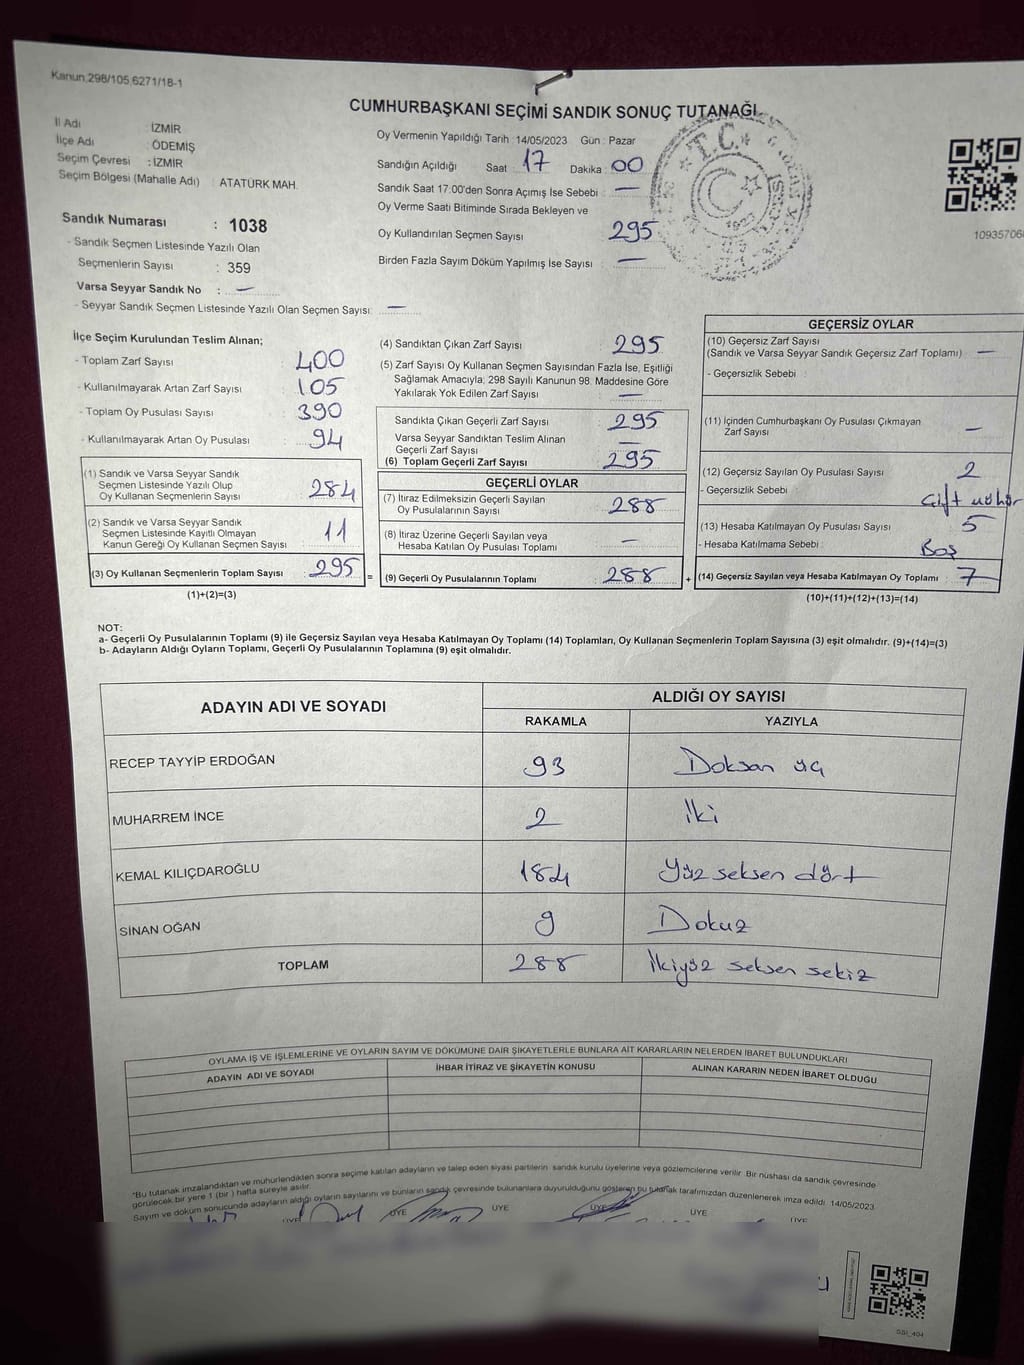 Kanun,298/105,6271/18-1
CUMHURBAŞKANI SEÇİMİ SANDIK SONUÇ TUTANAĞI
İl Adı : İZMİR
İlçe Adı : ÖDEMİŞ
Seçim Çevresi : İZMİR
Seçim Bölgesi (Mahalle Adı) : ATATÜRK MAH.
Sandık Numarası : 1038
- Sandık Seçmen Listesinde Yazılı Olan
Seçmenlerin Sayısı : 359
Varsa Seyyar Sandık No : —
- Seyyar Sandık Seçmen Listesinde Yazılı Olan Seçmen Sayısı: —
Oy Vermenin Yapıldığı Tarih :14/05/2023 Gün : Pazar
Sandığın Açıldığı Saat : 17 Dakika : 00
Sandık Saat 17:00'den Sonra Açımış İse Sebebi : —
Oy Verme Saati Bitiminde Sırada Bekleyen ve
Oy Kullandırılan Seçmen Sayısı : 295
Birden Fazla Sayım Döküm Yapılmış İse Sayısı : —
T.C.
10935706
İlçe Seçim Kurulundan Teslim Alınan;
- Toplam Zarf Sayısı : 400
- Kullanılmayarak Artan Zarf Sayısı : 105
- Toplam Oy Pusulası Sayısı : 390
- Kullanılmayarak Artan Oy Pusulası : 94
(1) Sandık ve Varsa Seyyar Sandık
Seçmen Listesinde Yazılı Olup
Oy Kullanan Seçmenlerin Sayısı : 284
(2) Sandık ve Varsa Seyyar Sandık
Seçmen Listesinde Kayıtlı Olmayan
Kanun Gereği Oy Kullanan Seçmen Sayısı : 11
(3) Oy Kullanan Seçmenlerin Toplam Sayısı : 295 =
(1)+(2)=(3)
(4) Sandıktan Çıkan Zarf Sayısı : 295
(5) Zarf Sayısı Oy Kullanan Seçmen Sayısından Fazla İse, Eşitliği
Sağlamak Amacıyla; 298 Sayılı Kanunun 98. Maddesine Göre
Yakılarak Yok Edilen Zarf Sayısı : —
Sandıkta Çıkan Geçerli Zarf Sayısı : 295
Varsa Seyyar Sandıktan Teslim Alınan
Geçerli Zarf Sayısı : —
(6) Toplam Geçerli Zarf Sayısı : 295
GEÇERLİ OYLAR
(7) İtiraz Edilmeksizin Geçerli Sayılan
Oy Pusulalarının Sayısı : 288
(8) İtiraz Üzerine Geçerli Sayılan veya
Hesaba Katılan Oy Pusulası Toplamı : —
(9) Geçerli Oy Pusulalarının Toplamı : 288 +
GEÇERSİZ OYLAR
(10) Geçersiz Zarf Sayısı
(Sandık ve Varsa Seyyar Sandık Geçersiz Zarf Toplamı) : —
- Geçersizlik Sebebi :
(11) İçinden Cumhurbaşkanı Oy Pusulası Çıkmayan
Zarf Sayısı : —
(12) Geçersiz Sayılan Oy Pusulası Sayısı : 2
- Geçersizlik Sebebi : Çift mühür
(13) Hesaba Katılmayan Oy Pusulası Sayısı : 5
- Hesaba Katılmama Sebebi : Boş
(14) Geçersiz Sayılan veya Hesaba Katılmayan Oy Toplamı : 7
(10)+(11)+(12)+(13)=(14)
NOT:
a- Geçerli Oy Pusulalarının Toplamı (9) ile Geçersiz Sayılan veya Hesaba Katılmayan Oy Toplamı (14) Toplamları, Oy Kullanan Seçmenlerin Toplam Sayısına (3) eşit olmalıdır. (9)+(14)=(3)
b- Adayların Aldığı Oyların Toplamı, Geçerli Oy Pusulalarının Toplamına (9) eşit olmalıdır.
ADAYIN ADI VE SOYADI ALDIĞI OY SAYISI
RAKAMLA YAZIYLA
RECEP TAYYİP ERDOĞAN 93 Doksan üç
MUHARREM İNCE 2 İki
KEMAL KILIÇDAROĞLU 184 Yüz seksen dört
SİNAN OĞAN 9 Dokuz
TOPLAM 288 İkiyüz seksen sekiz
OYLAMA İŞ VE İŞLEMLERİNE VE OYLARIN SAYIM VE DÖKÜMÜNE DAİR ŞİKAYETLERLE BUNLARA AİT KARARLARIN NELERDEN İBARET BULUNDUKLARI
ADAYIN ADI VE SOYADI İHBAR İTİRAZ VE ŞİKAYETİN KONUSU ALINAN KARARIN NEDEN İBARET OLDUĞU
*Bu tutanak imzalandıktan ve mühürlendikten sonra seçime katılan adayların ve talep eden siyasi partilerin sandık kurulu üyelerine veya gözlemcilerine verilir. Bir nüshası da sandık çevresinde
görülecek bir yere 1 (bir) hafta süreyle asılır.
Sayım ve döküm sonucunda adayların aldığı oyların sayılarını ve bunların sandık çevresinde bulunanlara duyurulduğunu gösteren bu tutanak tarafımızdan düzenlenerek imza edildi. 14/05/2023
ÜYE ÜYE ÜYE ÜYE ÜYE ÜYE
SSI_404